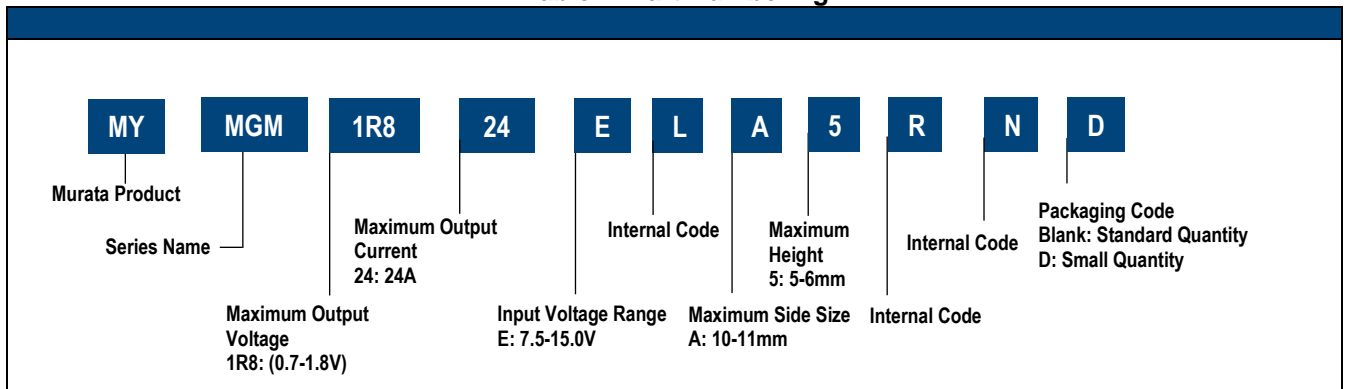 MY MGM 1R8 24 E L A 5 R N D
Murata Product
Series Name
Maximum Output
Voltage
1R8: (0.7-1.8V)
Maximum Output
Current
24: 24A
Input Voltage Range
E: 7.5-15.0V
Internal Code
Maximum Side Size
A: 10-11mm
Maximum
Height
5: 5-6mm
Internal Code
Internal Code
Packaging Code
Blank: Standard Quantity
D: Small Quantity